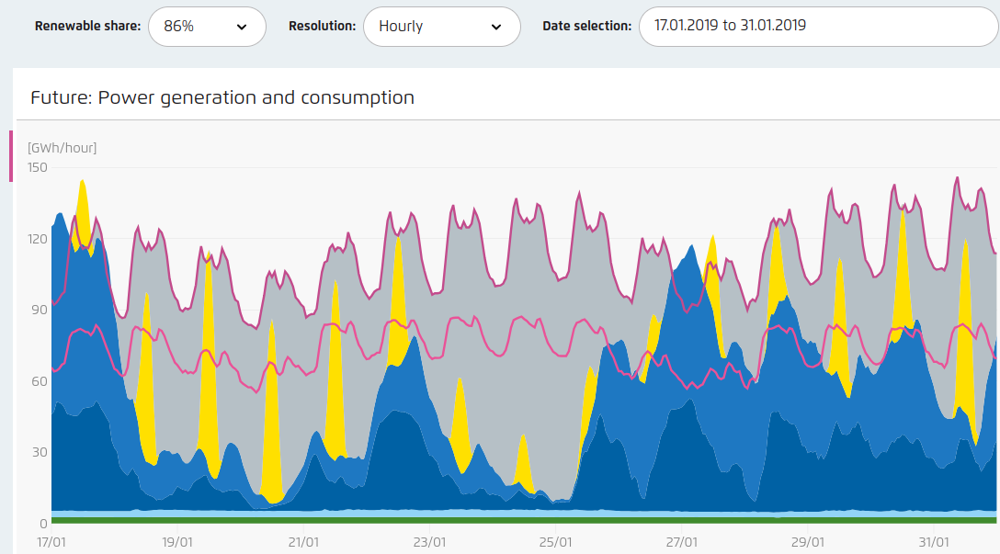 Renewable share: 86% Resolution: Hourly Date selection: 17.01.2019 to 31.01.2019
Future: Power generation and consumption
[GWh/hour]
150
120
90
60
30
0
17/01 19/01 21/01 23/01 25/01 27/01 29/01 31/01